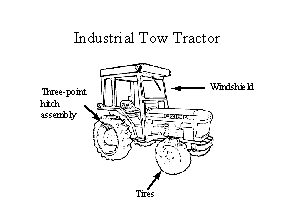 Industrial Tow Tractor
Windshield
Three-point
hitch
assembly
Tires